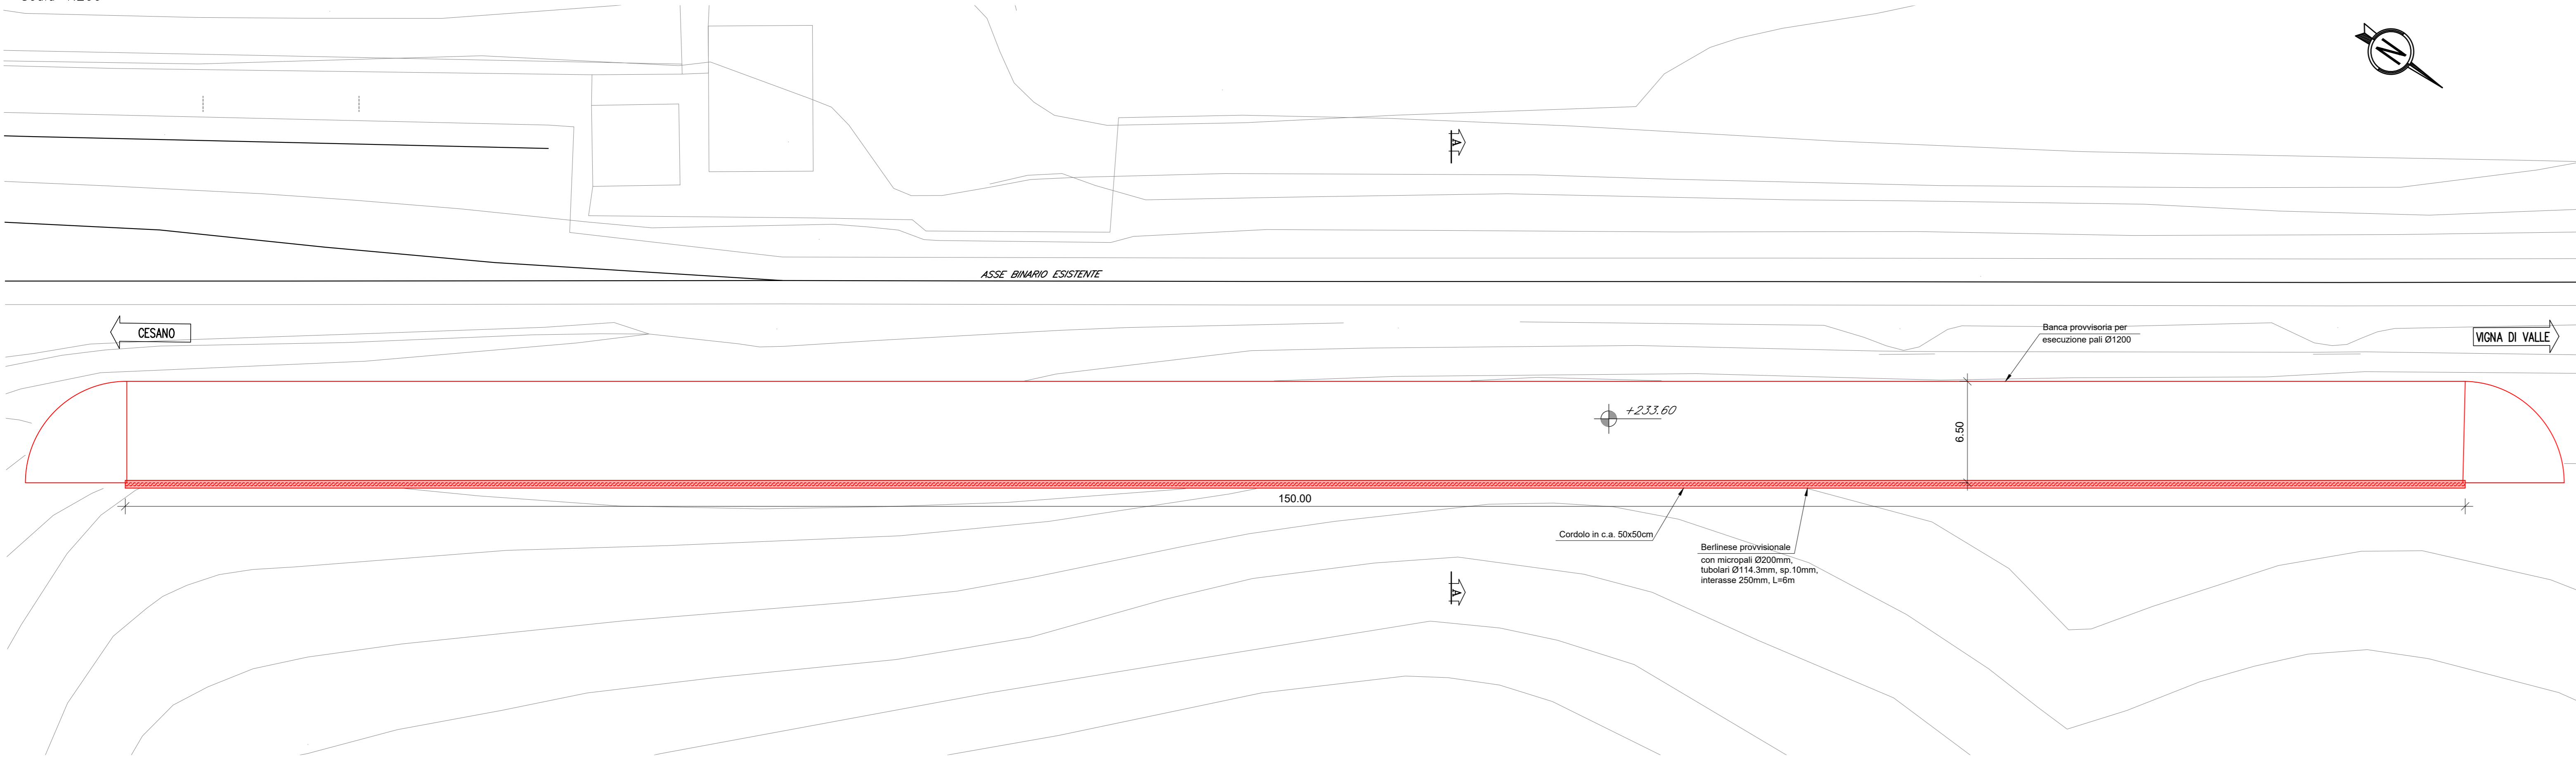 N
A
ASSE BINARIO ESISTENTE
CESANO
Banca provvisoria per
esecuzione pali Ø1200
VIGNA DI VALLE
+233.60
6.50
150.00
Cordolo in c.a. 50x50cm
Berlinese provvisionale
con micropali Ø200mm,
tubolari Ø114.3mm, sp.10mm,
interasse 250mm, L=6m
A